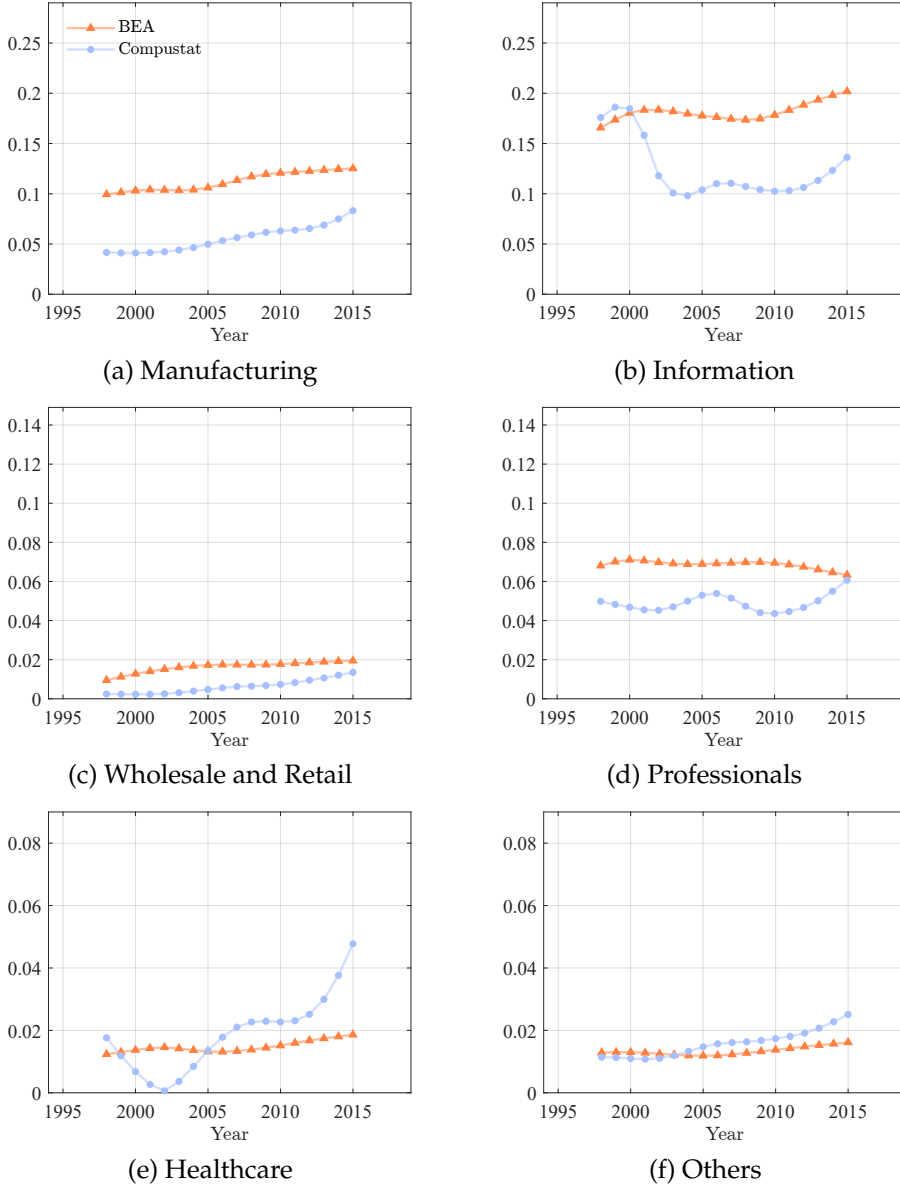 BEA
Compustat
0.25
0.2
0.15
0.1
0.05
0
1995 2000 2005 2010 2015
Year
(a) Manufacturing
0.25
0.2
0.15
0.1
0.05
0
1995 2000 2005 2010 2015
Year
(b) Information
0.14
0.12
0.1
0.08
0.06
0.04
0.02
0
1995 2000 2005 2010 2015
Year
(c) Wholesale and Retail
0.14
0.12
0.1
0.08
0.06
0.04
0.02
0
1995 2000 2005 2010 2015
Year
(d) Professionals
0.08
0.06
0.04
0.02
0
1995 2000 2005 2010 2015
Year
(e) Healthcare
0.08
0.06
0.04
0.02
0
1995 2000 2005 2010 2015
Year
(f) Others